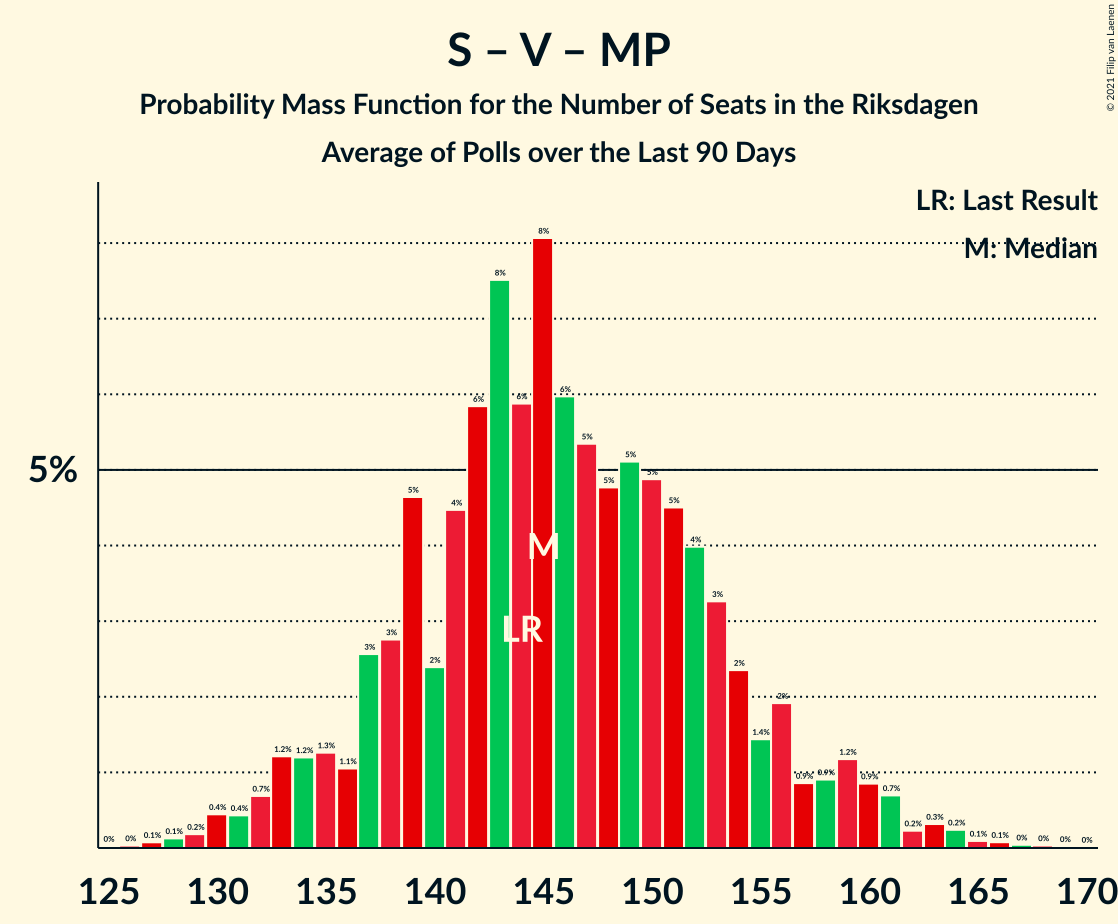 S – V – MP
Probability Mass Function for the Number of Seats in the Riksdagen
Average of Polls over the Last 90 Days
© 2021 Filip van Laenen
LR: Last Result
M: Median
5%
0% 0% 0.1% 0.1% 0.2% 0.4% 0.4% 0.7% 1.2% 1.2% 1.3% 1.1% 3% 3% 5% 2% 4% 6% 8% 6% 8% 6% 5% 5% 5% 5% 5% 4% 3% 2% 1.4% 2% 0.9% 0.9% 1.2% 0.9% 0.7% 0.2% 0.3% 0.2% 0.1% 0.1% 0% 0% 0% 0%
M
LR
125 130 135 140 145 150 155 160 165 170